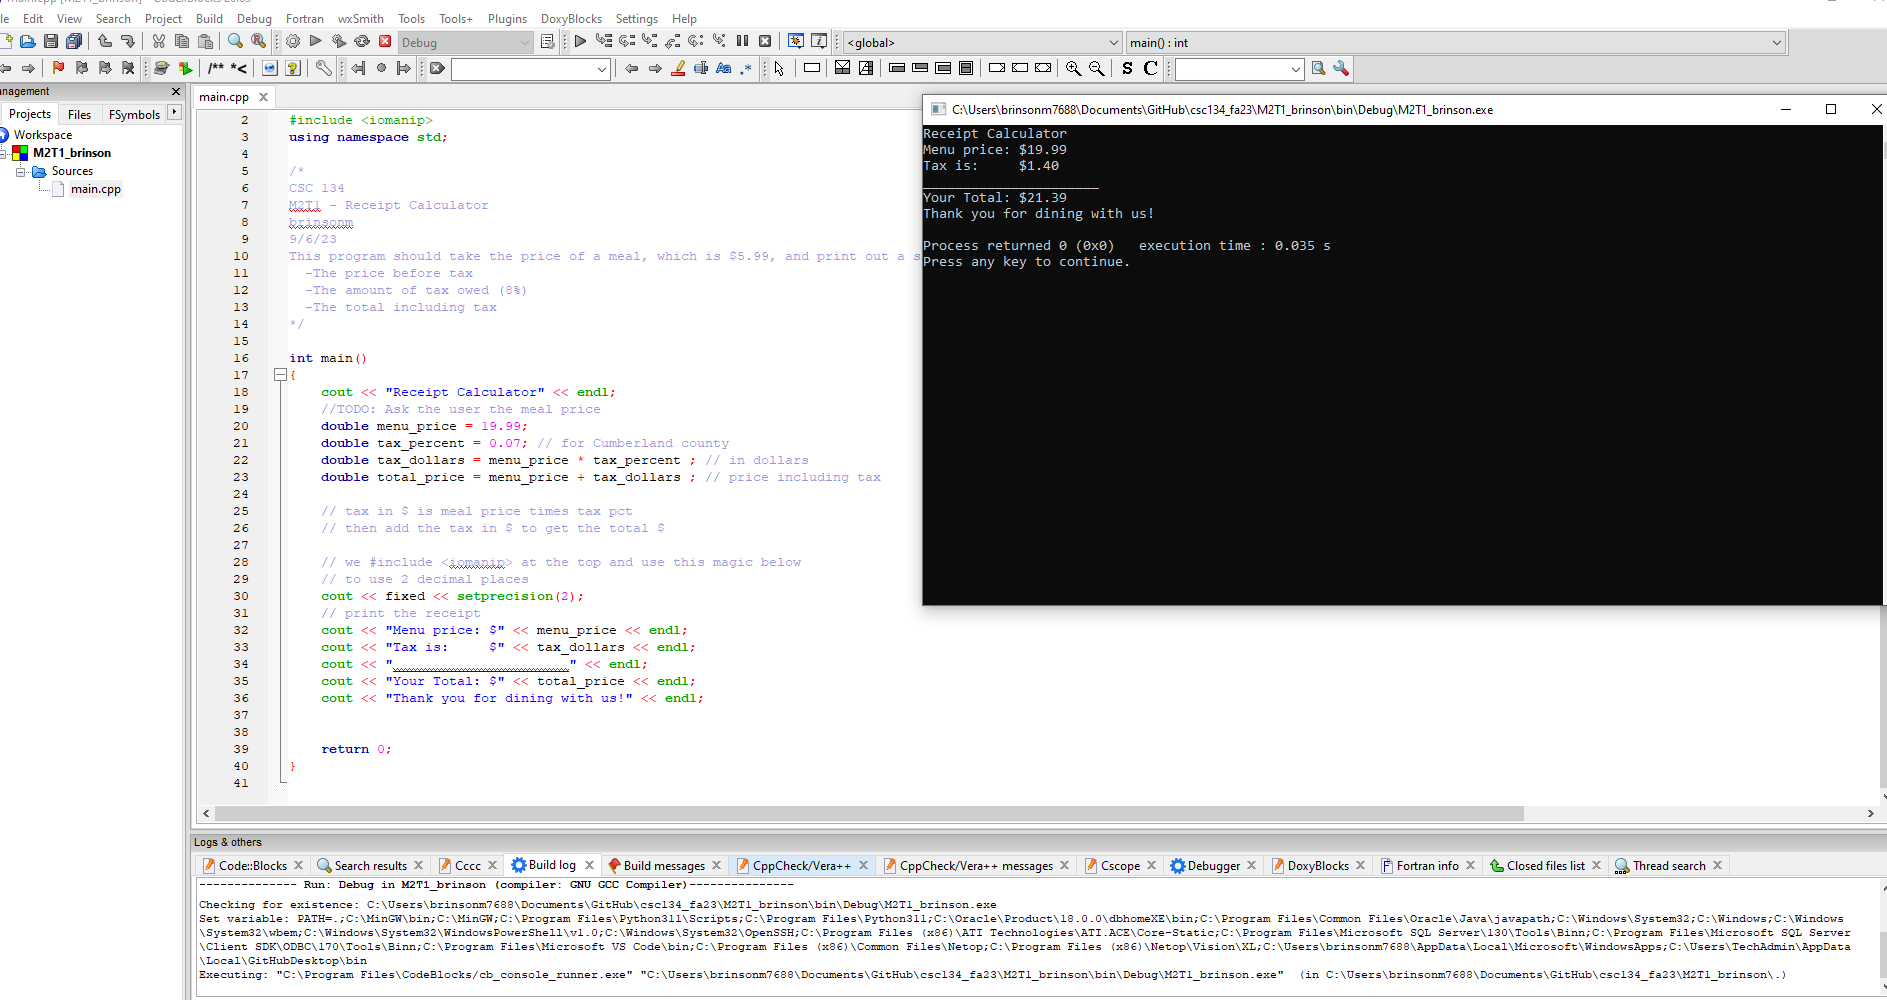 main.cpp [M2T1_brinson] - Code::Blocks 20.03
le Edit View Search Project Build Debug Fortran wxSmith Tools Tools+ Plugins DoxyBlocks Settings Help
Debug <global> main() : int
/** *< Aa .* S C
nagement
Projects Files FSymbols
Workspace
M2T1_brinson
Sources
main.cpp
main.cpp
2 #include <iomanip>
3 using namespace std;
4
5 /*
6 CSC 134
7 M2T1 - Receipt Calculator
8 brinsonm
9 9/6/23
10 This program should take the price of a meal, which is $5.99, and print out a s
11 -The price before tax
12 -The amount of tax owed (8%)
13 -The total including tax
14 */
15
16 int main()
17 {
18 cout << "Receipt Calculator" << endl;
19 //TODO: Ask the user the meal price
20 double menu_price = 19.99;
21 double tax_percent = 0.07; // for Cumberland county
22 double tax_dollars = menu_price * tax_percent ; // in dollars
23 double total_price = menu_price + tax_dollars ; // price including tax
24
25 // tax in $ is meal price times tax pct
26 // then add the tax in $ to get the total $
27
28 // we #include <iomanip> at the top and use this magic below
29 // to use 2 decimal places
30 cout << fixed << setprecision(2);
31 // print the receipt
32 cout << "Menu price: $" << menu_price << endl;
33 cout << "Tax is:     $" << tax_dollars << endl;
34 cout << "______________________" << endl;
35 cout << "Your Total: $" << total_price << endl;
36 cout << "Thank you for dining with us!" << endl;
37
38
39 return 0;
40 }
41
C:\Users\brinsonm7688\Documents\GitHub\csc134_fa23\M2T1_brinson\bin\Debug\M2T1_brinson.exe
Receipt Calculator
Menu price: $19.99
Tax is:     $1.40
______________________
Your Total: $21.39
Thank you for dining with us!
Process returned 0 (0x0)   execution time : 0.035 s
Press any key to continue.
Logs & others
Code::Blocks Search results Cccc Build log Build messages CppCheck/Vera++ CppCheck/Vera++ messages Cscope Debugger DoxyBlocks Fortran info Closed files list Thread search
-------------- Run: Debug in M2T1_brinson (compiler: GNU GCC Compiler)---------------
Checking for existence: C:\Users\brinsonm7688\Documents\GitHub\csc134_fa23\M2T1_brinson\bin\Debug\M2T1_brinson.exe
Set variable: PATH=.;C:\MinGW\bin;C:\MinGW;C:\Program Files\Python311\Scripts;C:\Program Files\Python311;C:\Oracle\Product\18.0.0\dbhomeXE\bin;C:\Program Files\Common Files\Oracle\Java\javapath;C:\Windows\System32;C:\Windows;C:\Windows
\System32\wbem;C:\Windows\System32\WindowsPowerShell\v1.0;C:\Windows\System32\OpenSSH;C:\Program Files (x86)\ATI Technologies\ATI.ACE\Core-Static;C:\Program Files\Microsoft SQL Server\130\Tools\Binn;C:\Program Files\Microsoft SQL Server
\Client SDK\ODBC\170\Tools\Binn;C:\Program Files\Microsoft VS Code\bin;C:\Program Files (x86)\Common Files\Netop;C:\Program Files (x86)\Netop\Vision\XL;C:\Users\brinsonm7688\AppData\Local\Microsoft\WindowsApps;C:\Users\TechAdmin\AppData
\Local\GitHubDesktop\bin
Executing: "C:\Program Files\CodeBlocks/cb_console_runner.exe" "C:\Users\brinsonm7688\Documents\GitHub\csc134_fa23\M2T1_brinson\bin\Debug\M2T1_brinson.exe"  (in C:\Users\brinsonm7688\Documents\GitHub\csc134_fa23\M2T1_brinson\.)